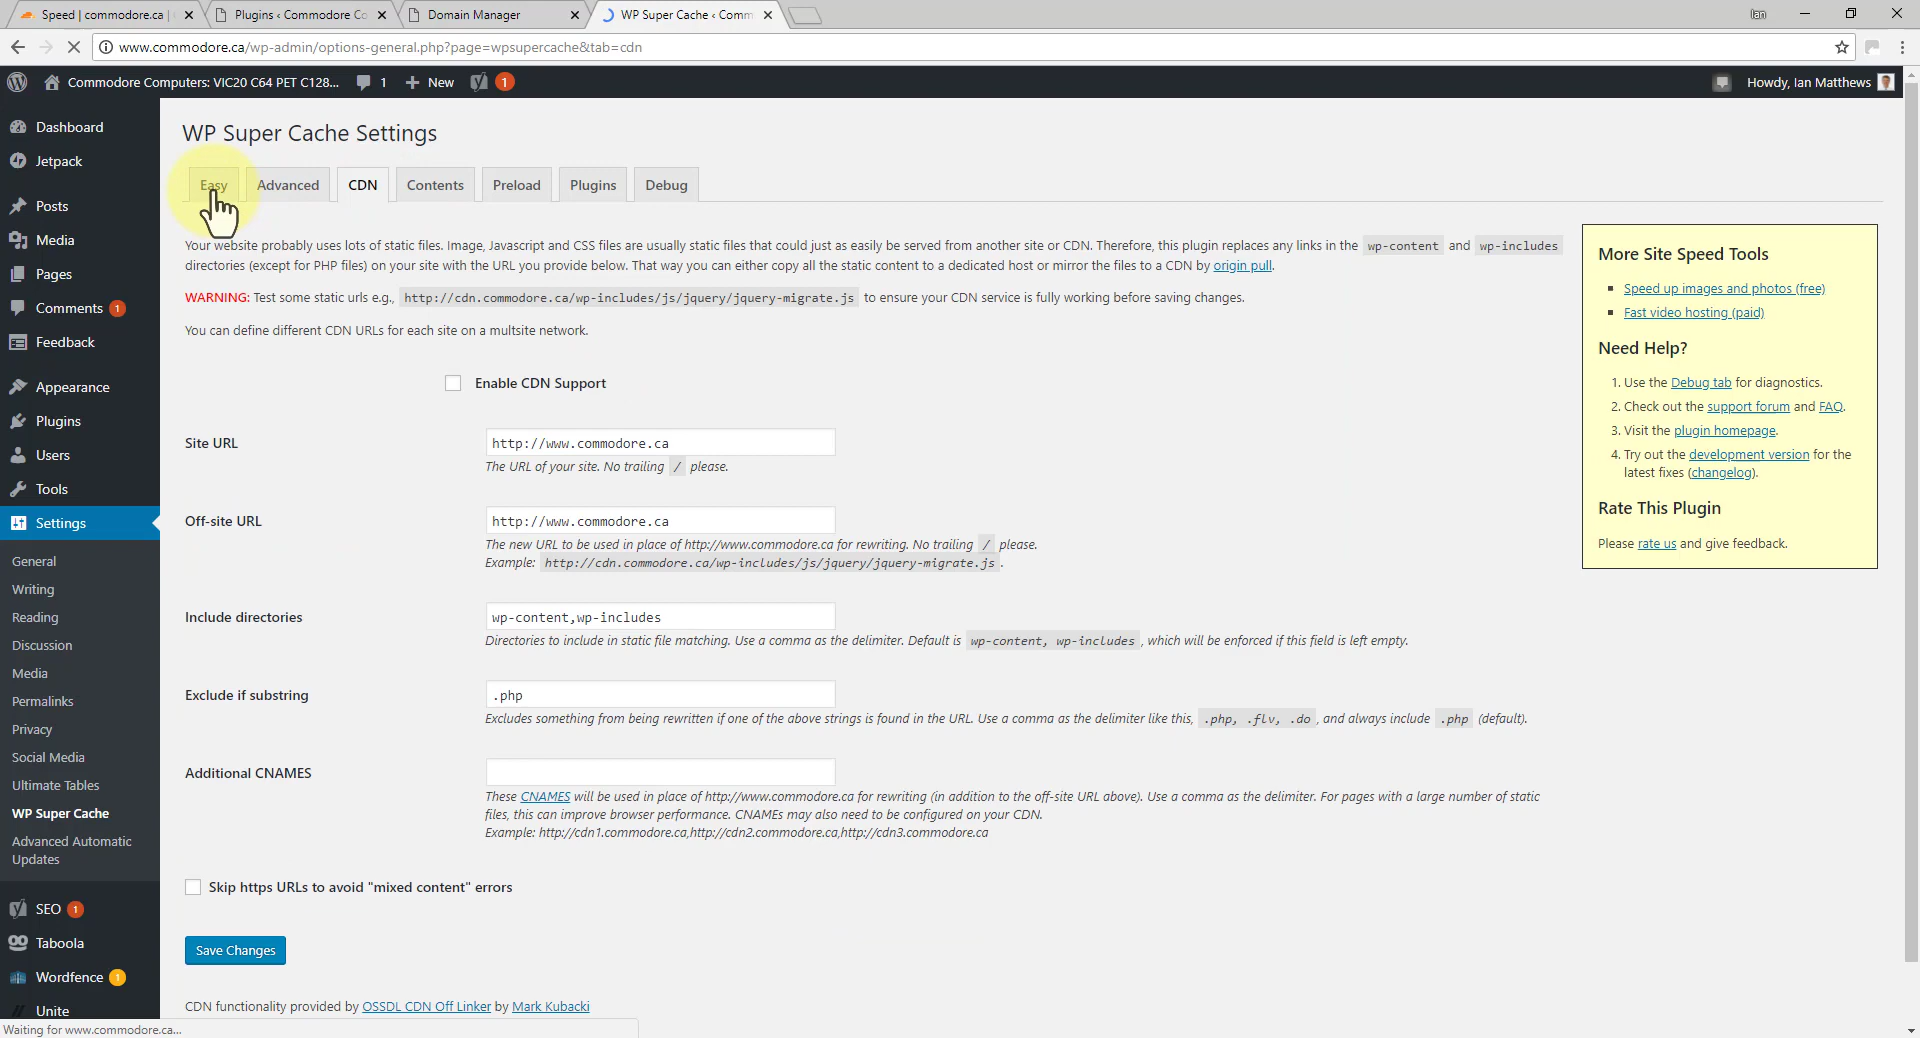 Speed | commodore.ca |
Plugins ‹ Commodore Co
Domain Manager
WP Super Cache ‹ Comm
Ian
www.commodore.ca/wp-admin/options-general.php?page=wpsupercache&tab=cdn
Commodore Computers: VIC20 C64 PET C128... 1 New 1
Howdy, Ian Matthews
Dashboard
Jetpack
Posts
Media
Pages
Comments 1
Feedback
Appearance
Plugins
Users
Tools
Settings
General
Writing
Reading
Discussion
Media
Permalinks
Privacy
Social Media
Ultimate Tables
WP Super Cache
Advanced Automatic
Updates
SEO 1
Taboola
Wordfence 1
Unite
WP Super Cache Settings
Easy Advanced CDN Contents Preload Plugins Debug
Your website probably uses lots of static files. Image, Javascript and CSS files are usually static files that could just as easily be served from another site or CDN. Therefore, this plugin replaces any links in the wp-content and wp-includes
directories (except for PHP files) on your site with the URL you provide below. That way you can either copy all the static content to a dedicated host or mirror the files to a CDN by origin pull.
WARNING: Test some static urls e.g., http://cdn.commodore.ca/wp-includes/js/jquery/jquery-migrate.js to ensure your CDN service is fully working before saving changes.
You can define different CDN URLs for each site on a multsite network.
Enable CDN Support
Site URL
http://www.commodore.ca
The URL of your site. No trailing / please.
Off-site URL
http://www.commodore.ca
The new URL to be used in place of http://www.commodore.ca for rewriting. No trailing / please.
Example: http://cdn.commodore.ca/wp-includes/js/jquery/jquery-migrate.js .
Include directories
wp-content,wp-includes
Directories to include in static file matching. Use a comma as the delimiter. Default is wp-content, wp-includes , which will be enforced if this field is left empty.
Exclude if substring
.php
Excludes something from being rewritten if one of the above strings is found in the URL. Use a comma as the delimiter like this, .php, .flv, .do , and always include .php (default).
Additional CNAMES
These CNAMES will be used in place of http://www.commodore.ca for rewriting (in addition to the off-site URL above). Use a comma as the delimiter. For pages with a large number of static
files, this can improve browser performance. CNAMEs may also need to be configured on your CDN.
Example: http://cdn1.commodore.ca,http://cdn2.commodore.ca,http://cdn3.commodore.ca
Skip https URLs to avoid "mixed content" errors
Save Changes
CDN functionality provided by OSSDL CDN Off Linker by Mark Kubacki
More Site Speed Tools
Speed up images and photos (free)
Fast video hosting (paid)
Need Help?
1. Use the Debug tab for diagnostics.
2. Check out the support forum and FAQ.
3. Visit the plugin homepage.
4. Try out the development version for the
latest fixes (changelog).
Rate This Plugin
Please rate us and give feedback.
Waiting for www.commodore.ca...